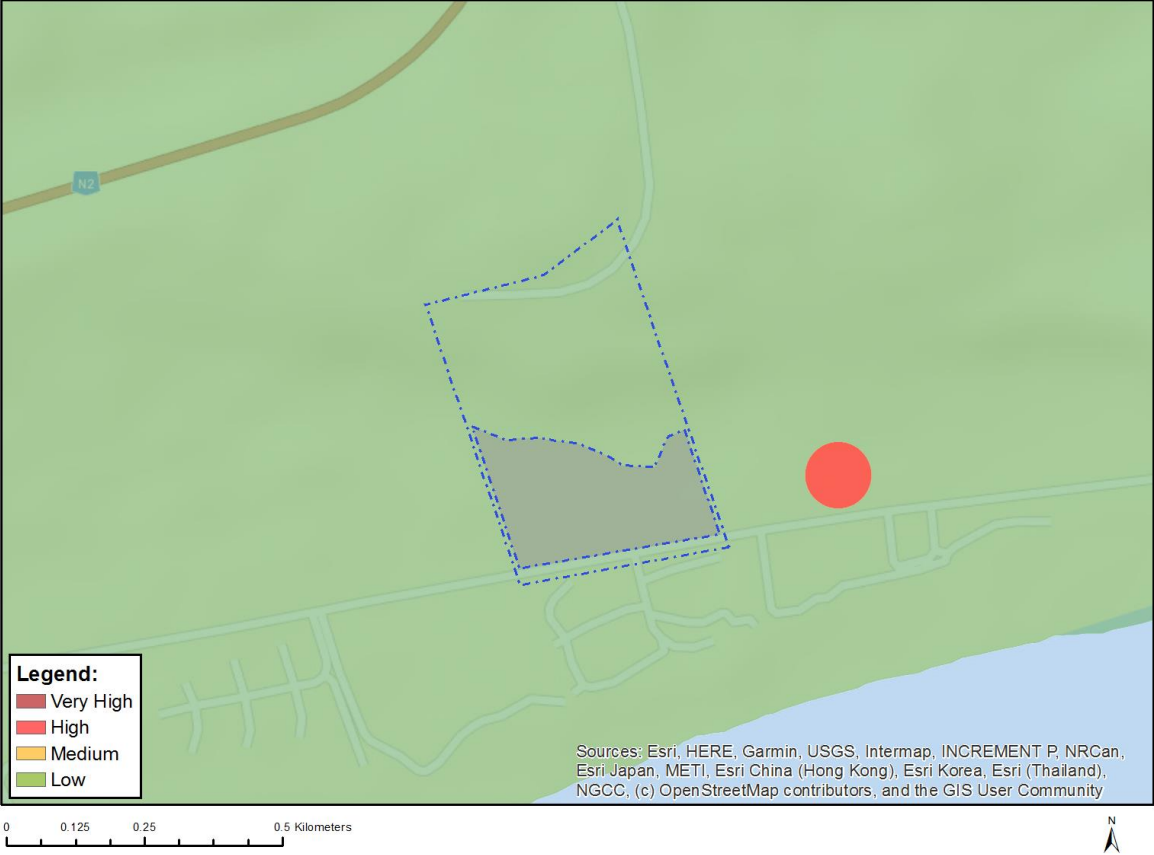 N2
Legend:
Very High
High
Medium
Low
Sources: Esri, HERE, Garmin, USGS, Intermap, INCREMENT P, NRCan,
Esri Japan, METI, Esri China (Hong Kong), Esri Korea, Esri (Thailand),
NGCC, (c) OpenStreetMap contributors, and the GIS User Community
0 0.125 0.25 0.5 Kilometers
N